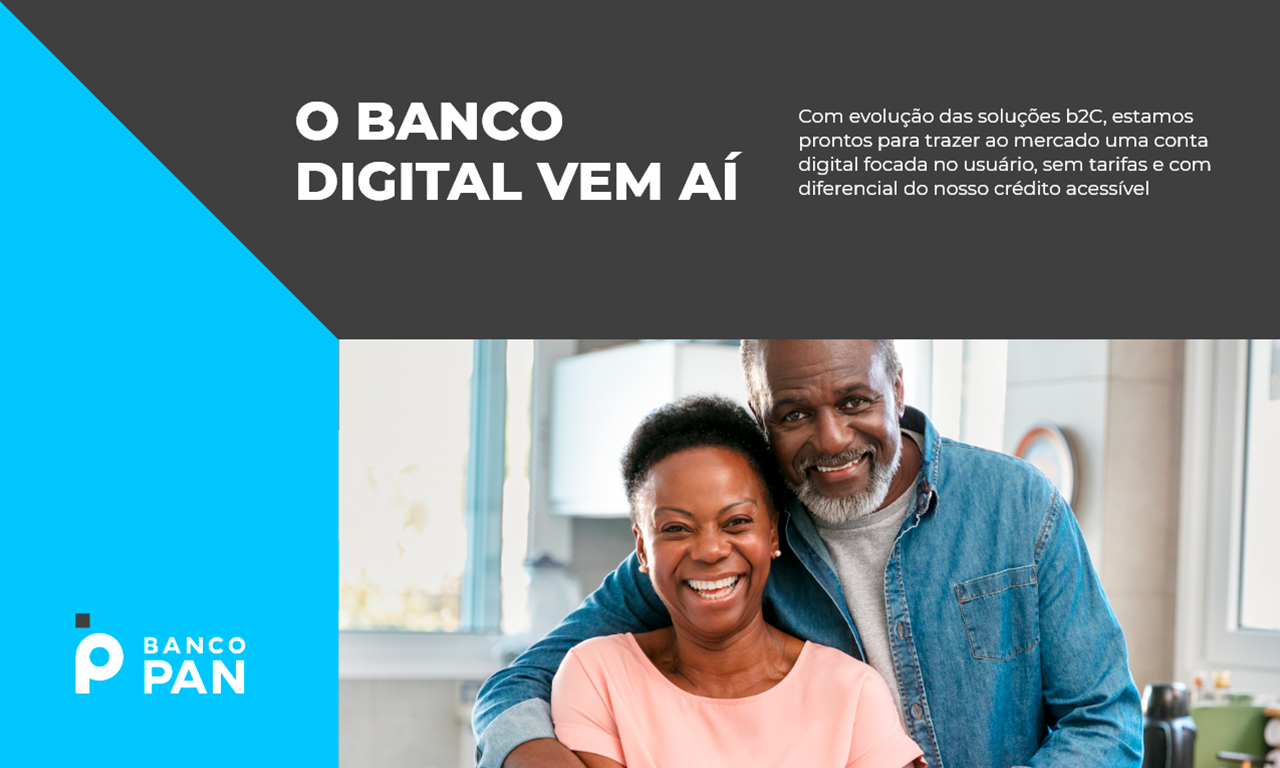 O BANCO
DIGITAL VEM AÍ
Com evolução das soluções b2C, estamos
prontos para trazer ao mercado uma conta
digital focada no usuário, sem tarifas e com
diferencial do nosso crédito acessível
BANCO
PAN